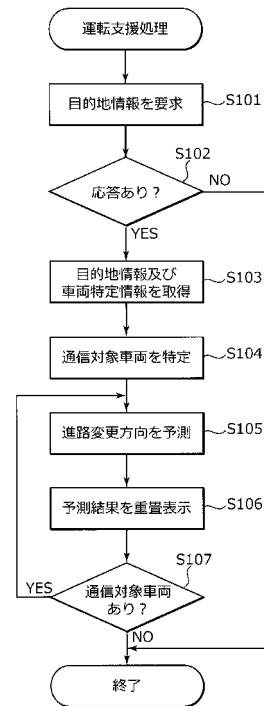 運転支援処理
目的地情報を要求
S101
S102
応答あり？
NO
YES
目的地情報及び
車両特定情報を取得
S103
通信対象車両を特定
S104
進路変更方向を予測
S105
予測結果を重畳表示
S106
S107
通信対象車両
あり？
YES
NO
終了